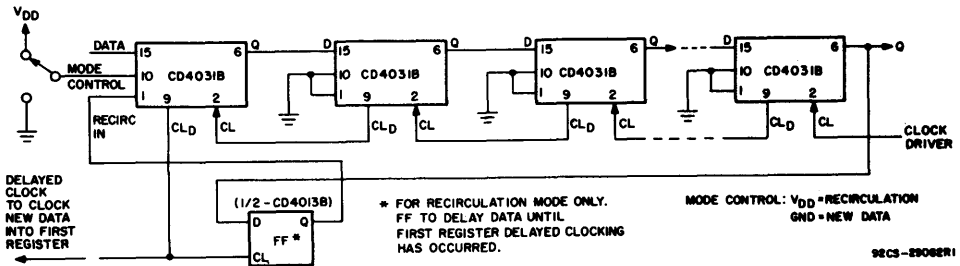 VDD
DATA
MODE
CONTROL
RECIRC
IN
15
6
10
CD4031B
1
9
2
Q
D
15
6
10
CD4031B
1
9
2
Q
D
15
6
10
CD4031B
1
9
2
Q
D
15
6
10
CD4031B
1
9
2
Q
CLD
CL
CLD
CL
CLD
CL
CLD
CL
CLOCK
DRIVER
DELAYED
CLOCK
TO CLOCK
NEW DATA
INTO FIRST
REGISTER
(1/2-CD4013B)
D
Q
FF*
CL
* FOR RECIRCULATION MODE ONLY.
FF TO DELAY DATA UNTIL
FIRST REGISTER DELAYED CLOCKING
HAS OCCURRED.
MODE CONTROL: VDD=RECIRCULATION
GND=NEW DATA
92CS-29062R1